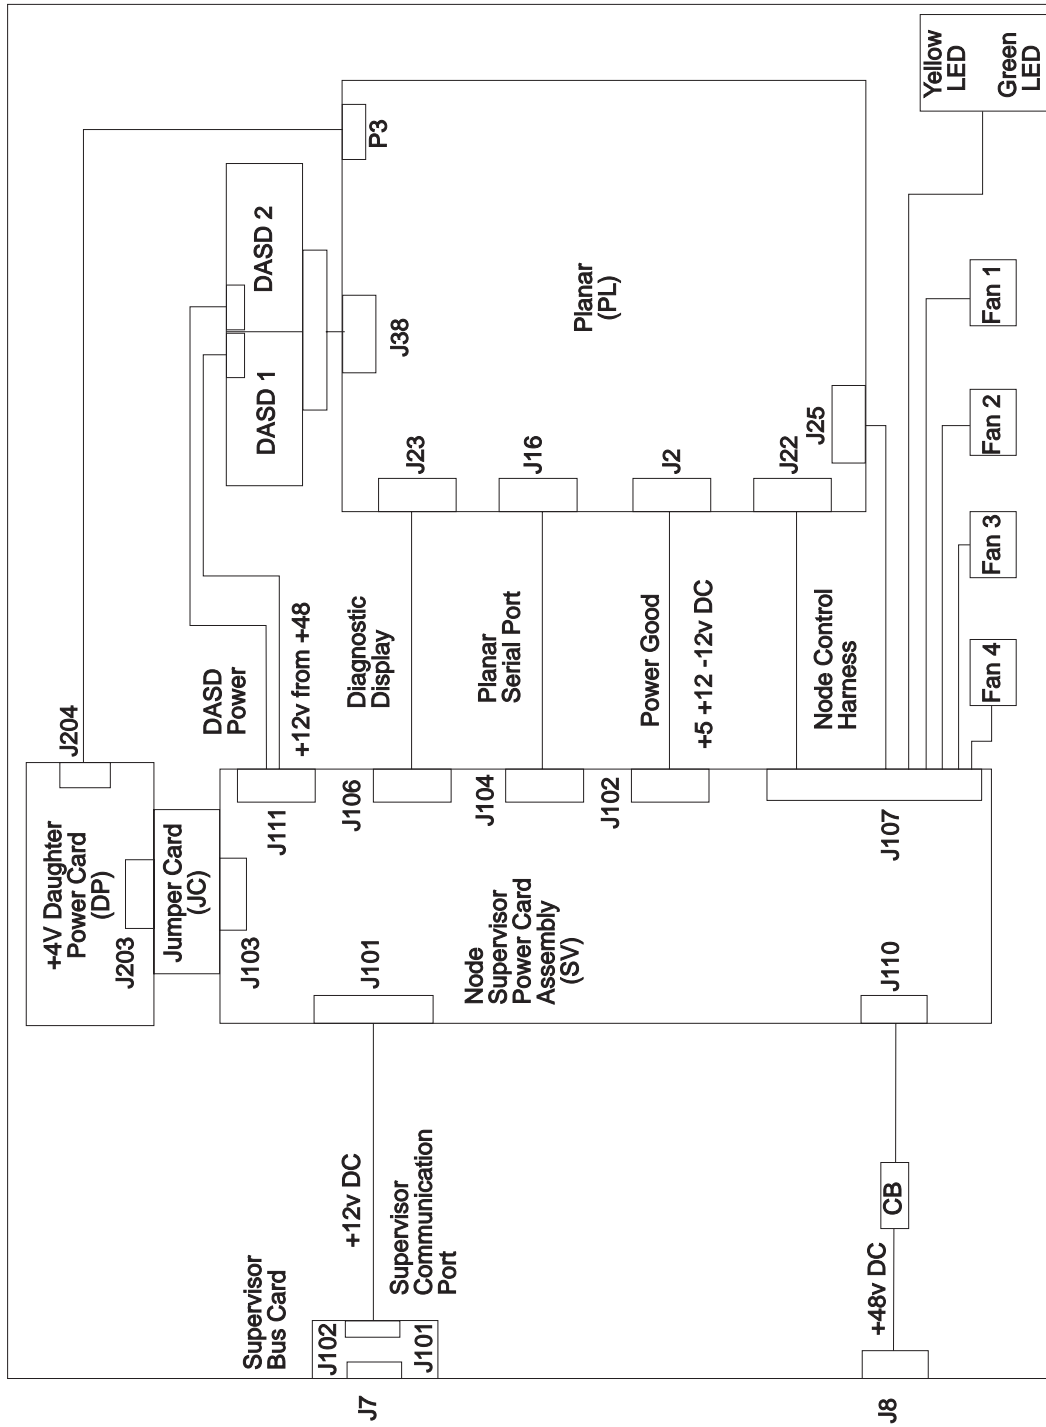 +4V Daughter
Power Card
(DP)
J204
J203
Jumper Card
(JC)
J103
DASD
Power
+12v from +48
DASD 1
DASD 2
P3
J38
Planar
(PL)
J23
J16
J2
J22
J25
Diagnostic
Display
Planar
Serial Port
Power Good
+5 +12 -12v DC
Node Control
Harness
J111
J106
J104
J102
J107
Node
Supervisor
Power Card
Assembly
(SV)
J101
J110
Supervisor
Bus Card
J102
J101
J7
+12v DC
Supervisor
Communication
Port
J8
+48v DC
CB
Fan 4
Fan 3
Fan 2
Fan 1
Yellow
LED
Green
LED